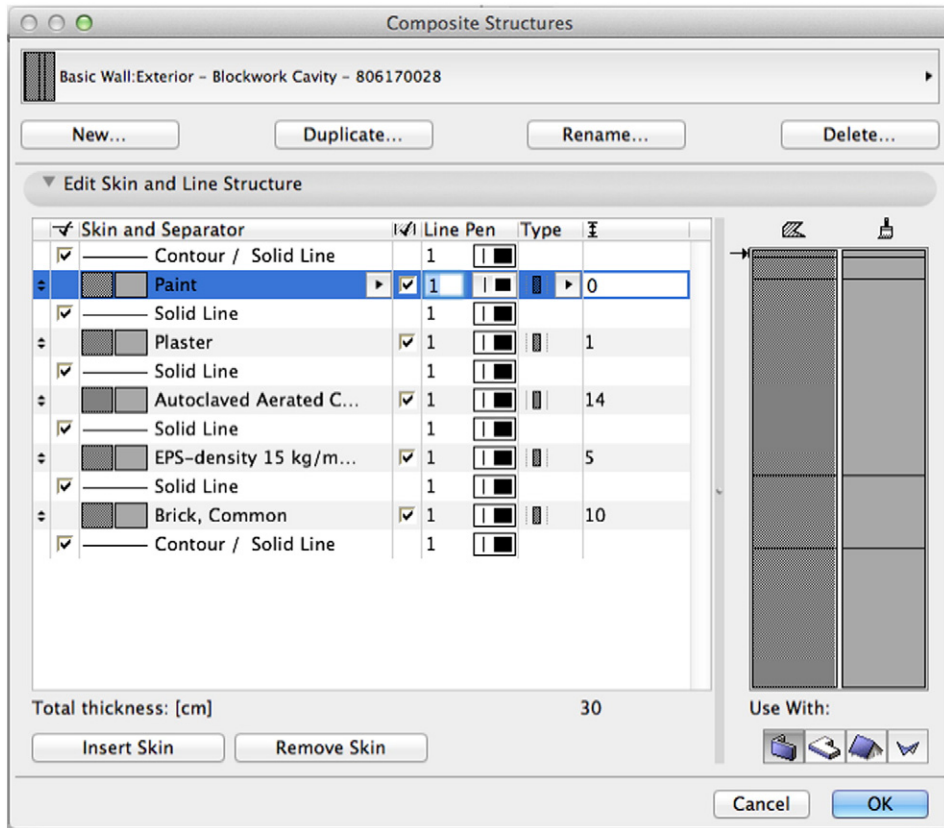 Composite Structures
Basic Wall:Exterior - Blockwork Cavity - 806170028
New... Duplicate... Rename... Delete...
Edit Skin and Line Structure
Skin and Separator Line Pen Type
Contour / Solid Line 1
Paint 1 0
Solid Line 1
Plaster 1 1
Solid Line 1
Autoclaved Aerated C... 1 14
Solid Line 1
EPS-density 15 kg/m... 1 5
Solid Line 1
Brick, Common 1 10
Contour / Solid Line 1
Total thickness: [cm] 30 Use With:
Insert Skin Remove Skin
Cancel OK